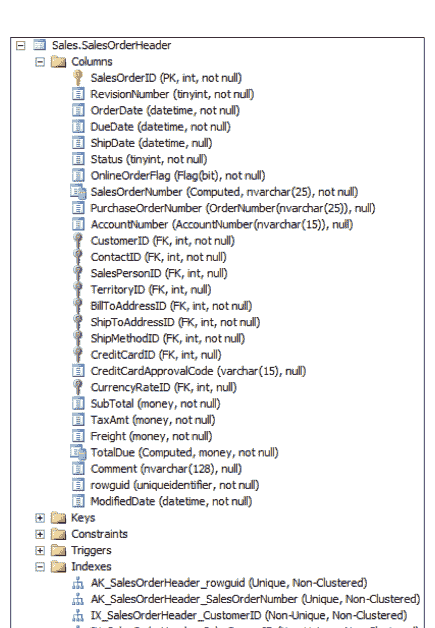 Sales.SalesOrderHeader
Columns
SalesOrderID (PK, int, not null)
RevisionNumber (tinyint, not null)
OrderDate (datetime, not null)
DueDate (datetime, not null)
ShipDate (datetime, null)
Status (tinyint, not null)
OnlineOrderFlag (Flag(bit), not null)
SalesOrderNumber (Computed, nvarchar(25), not null)
PurchaseOrderNumber (OrderNumber(nvarchar(25)), null)
AccountNumber (AccountNumber(nvarchar(15)), null)
CustomerID (FK, int, not null)
ContactID (FK, int, not null)
SalesPersonID (FK, int, null)
TerritoryID (FK, int, null)
BillToAddressID (FK, int, not null)
ShipToAddressID (FK, int, not null)
ShipMethodID (FK, int, not null)
CreditCardID (FK, int, null)
CreditCardApprovalCode (varchar(15), null)
CurrencyRateID (FK, int, null)
SubTotal (money, not null)
TaxAmt (money, not null)
Freight (money, not null)
TotalDue (Computed, money, not null)
Comment (nvarchar(128), null)
rowguid (uniqueidentifier, not null)
ModifiedDate (datetime, not null)
Keys
Constraints
Triggers
Indexes
AK_SalesOrderHeader_rowguid (Unique, Non-Clustered)
AK_SalesOrderHeader_SalesOrderNumber (Unique, Non-Clustered)
IX_SalesOrderHeader_CustomerID (Non-Unique, Non-Clustered)